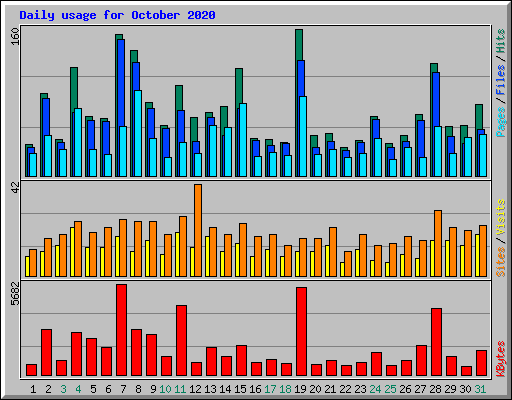 Daily usage for October 2020
160
Pages / Files / Hits
42
Sites / Visits
5682
KBytes
1 2 3 4 5 6 7 8 9 10 11 12 13 14 15 16 17 18 19 20 21 22 23 24 25 26 27 28 29 30 31